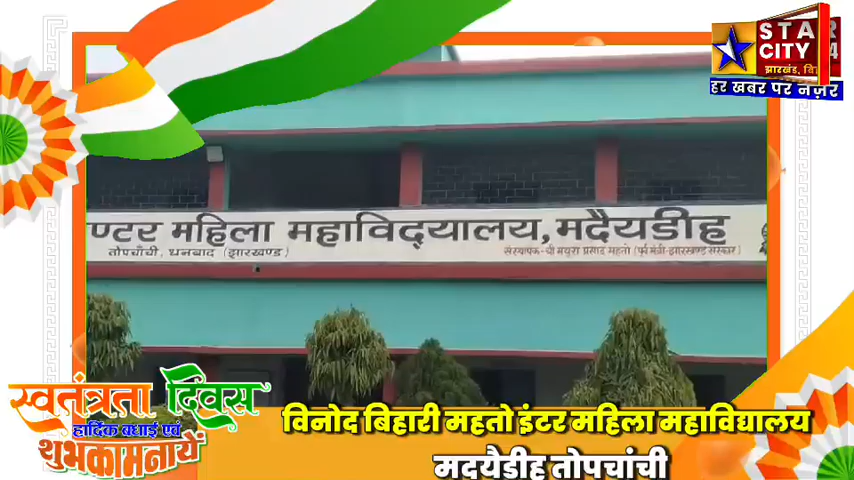 STAR
CITY
झारखंड, बि
हर खबर पर नज़र
ण्टर महिला महाविद्यालय, मदैयडीह
तोपचाँची, धनबाद (झारखण्ड)
संस्थापक-श्री मथुरा प्रसाद महतो (पूर्व मंत्री-झारखण्ड सरकार)
स्वतंत्रता दिवस
हार्दिक बधाई एवं
शुभकामनायें
विनोद बिहारी महतो इंटर महिला महाविद्यालय
मदयैडीह तोपचांची